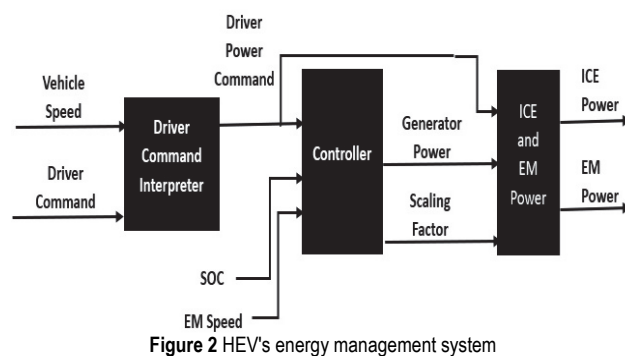 Driver
Power
Command
Vehicle
Speed
Driver
Command
Driver
Command
Interpreter
Controller
Generator
Power
Scaling
Factor
ICE
and
EM
Power
ICE
Power
EM
Power
SOC
EM Speed
Figure 2 HEV's energy management system